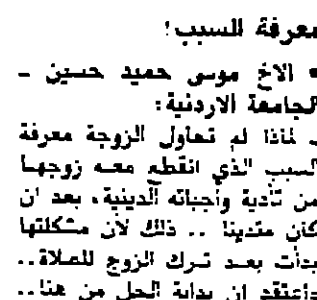 معرفة السبب!
* الاخ موسى حميد حسين ـ
الجامعة الاردنية:
ـ لماذا لم تحاول الزوجة معرفة
السبب الذي انقطع معه زوجها
من تأدية واجباته الدينية، بعد ان
كان متدينا .. ذلك لأن مشكلتها
بدأت بعد ترك الزوج للصلاة..
واعتقد ان بداية الحل من هنا..